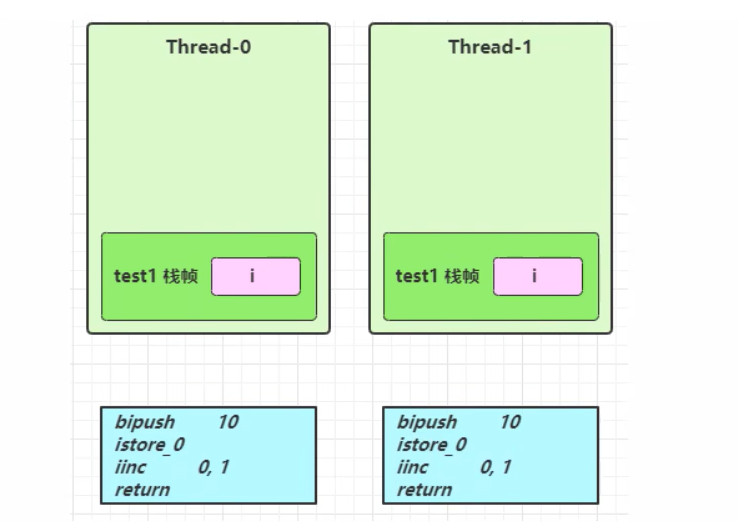 Thread-0
test1 栈帧 i
bipush 10
istore_0
iinc 0, 1
return
Thread-1
test1 栈帧 i
bipush 10
istore_0
iinc 0, 1
return